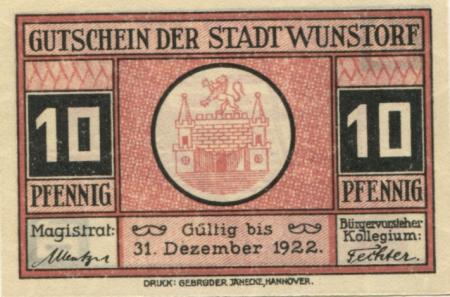 GUTSCHEIN DER STADT WUNSTORF
10 10
PFENNIG PFENNIG
Magistrat: Gültig bis Bürgervorsteher
31. Dezember 1922. Kollegium:
Fechter.
DRUCK: GEBRÜDER JÄNECKE, HANNOVER.